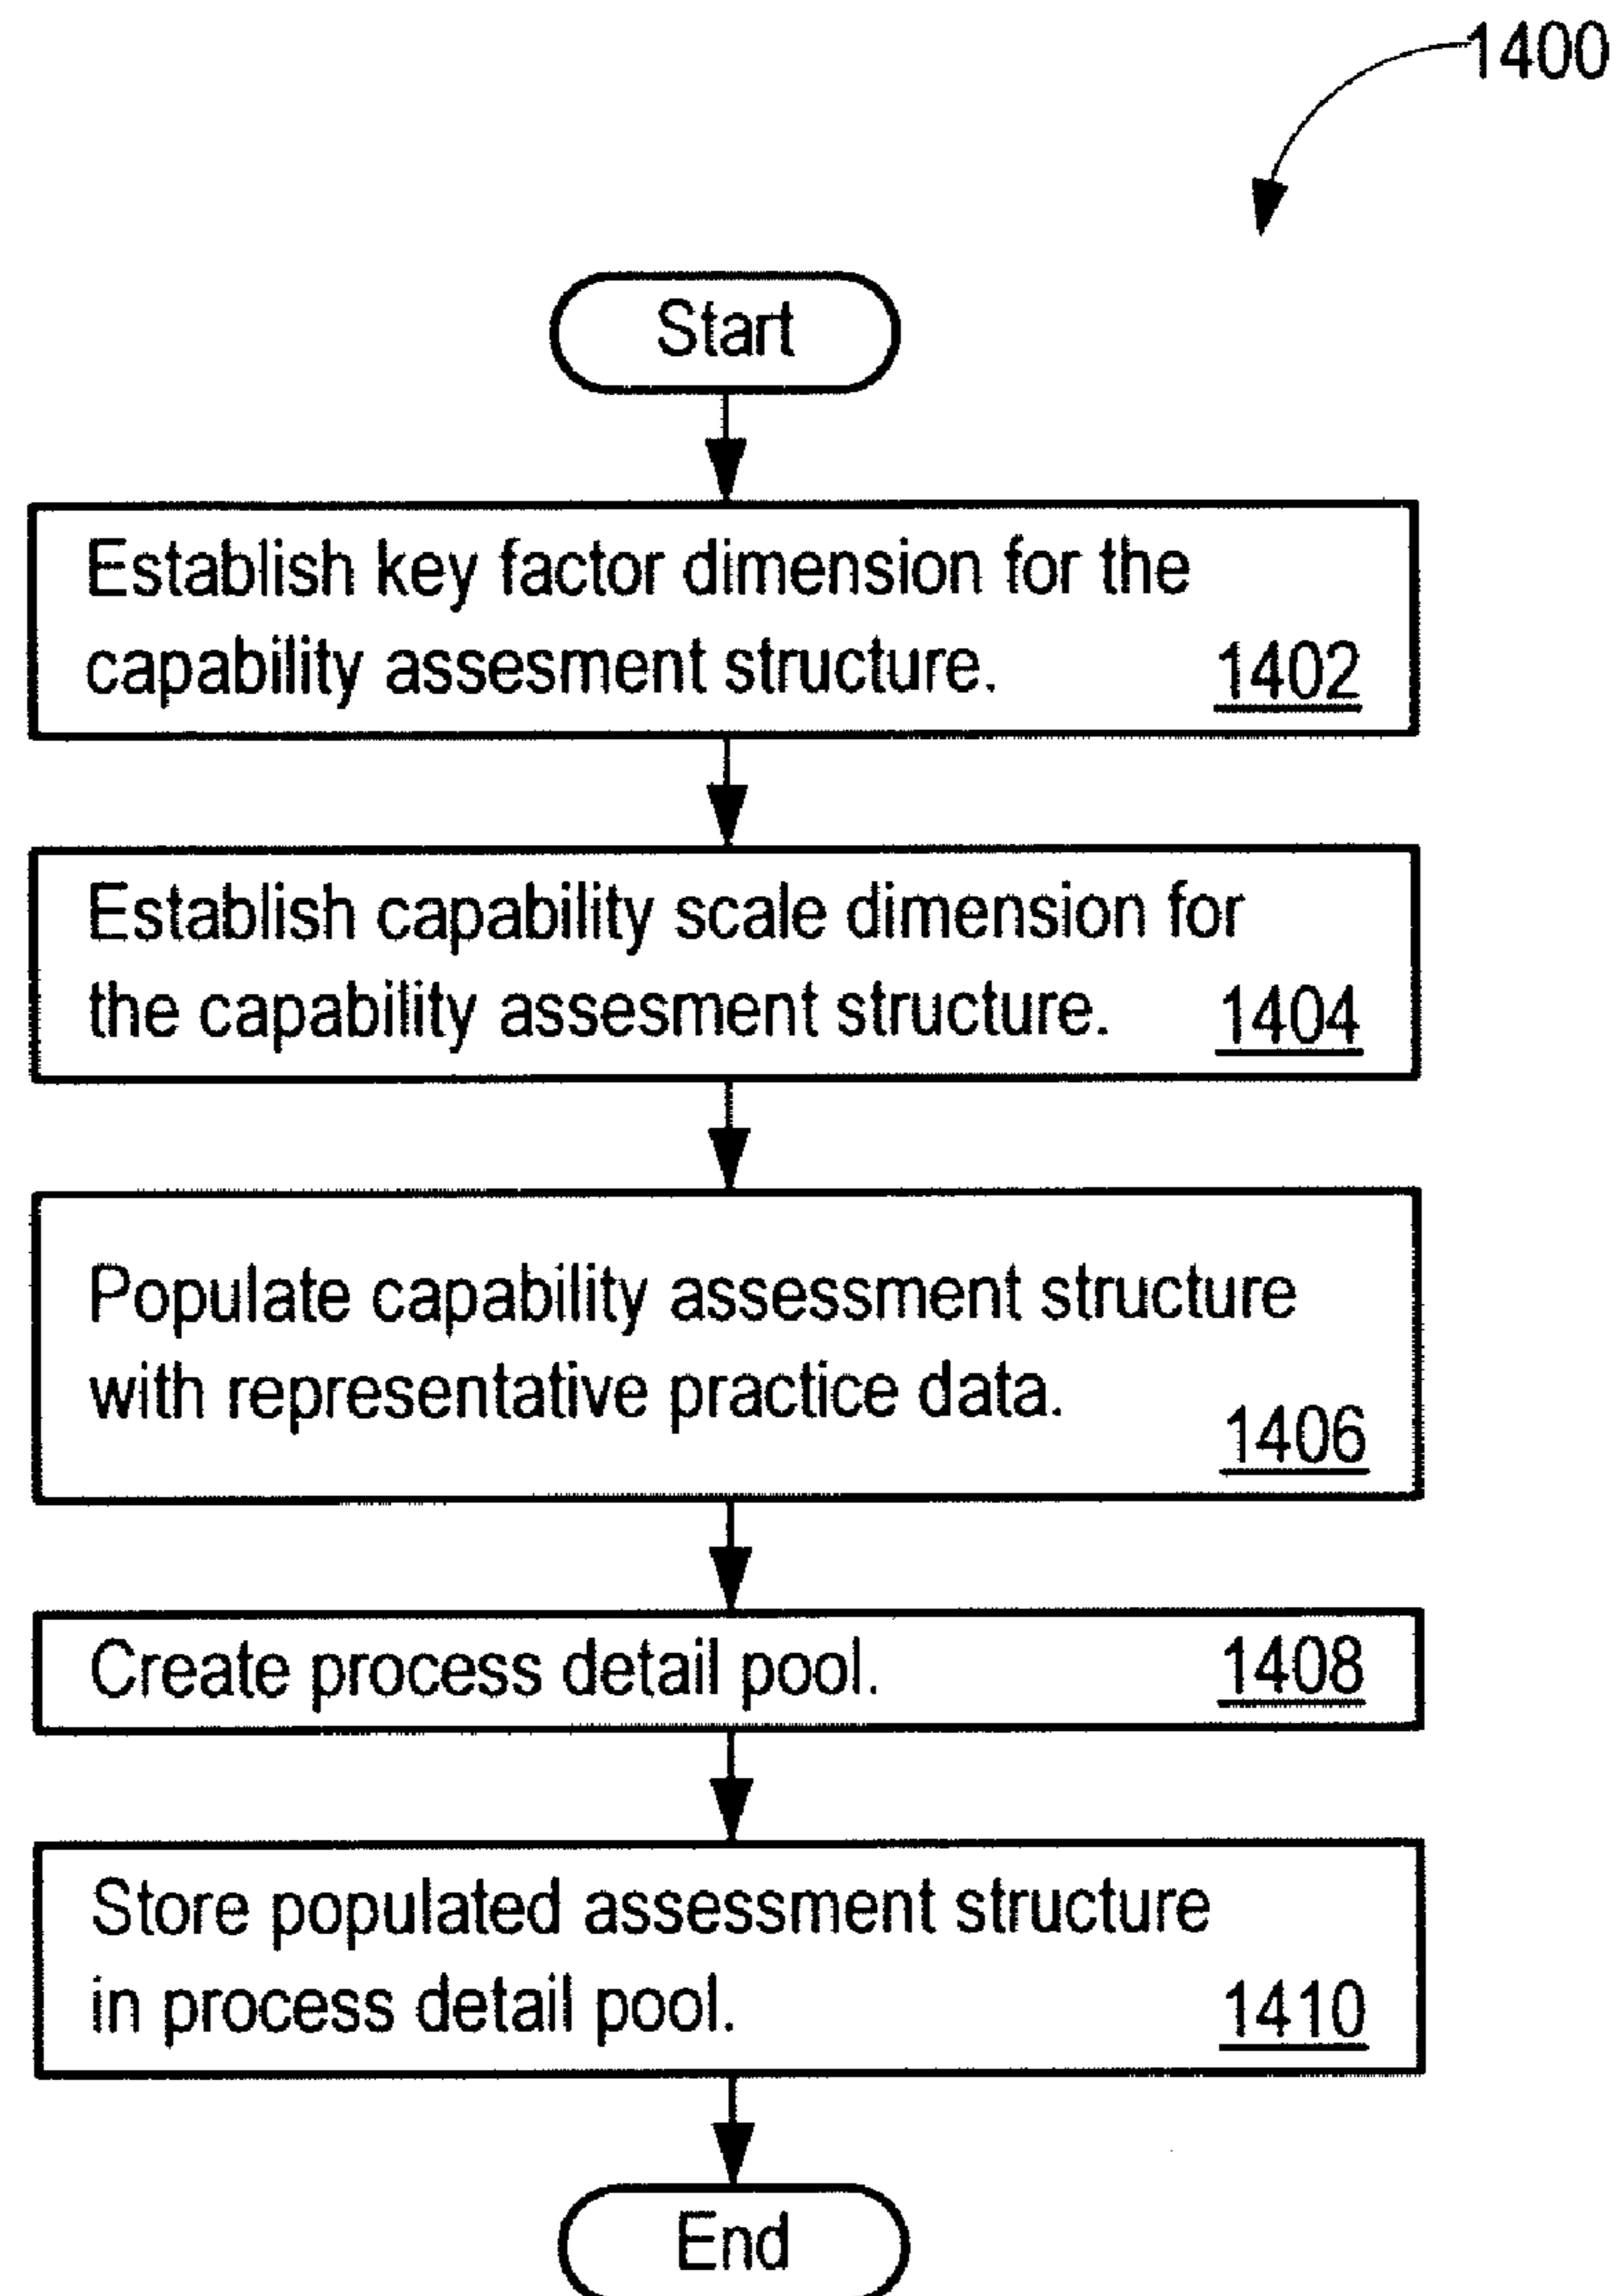 1400
Start
Establish key factor dimension for the
capability assesment structure. 1402
Establish capability scale dimension for
the capability assesment structure. 1404
Populate capability assessment structure
with representative practice data.
1406
Create process detail pool. 1408
Store populated assessment structure
in process detail pool. 1410
End